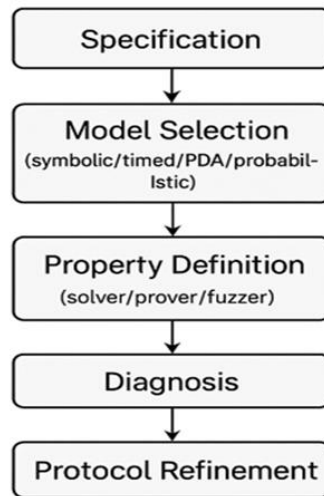 Specification
Model Selection
(symbolic/timed/PDA/probabil-
Istic)
Property Definition
(solver/prover/fuzzer)
Diagnosis
Protocol Refinement